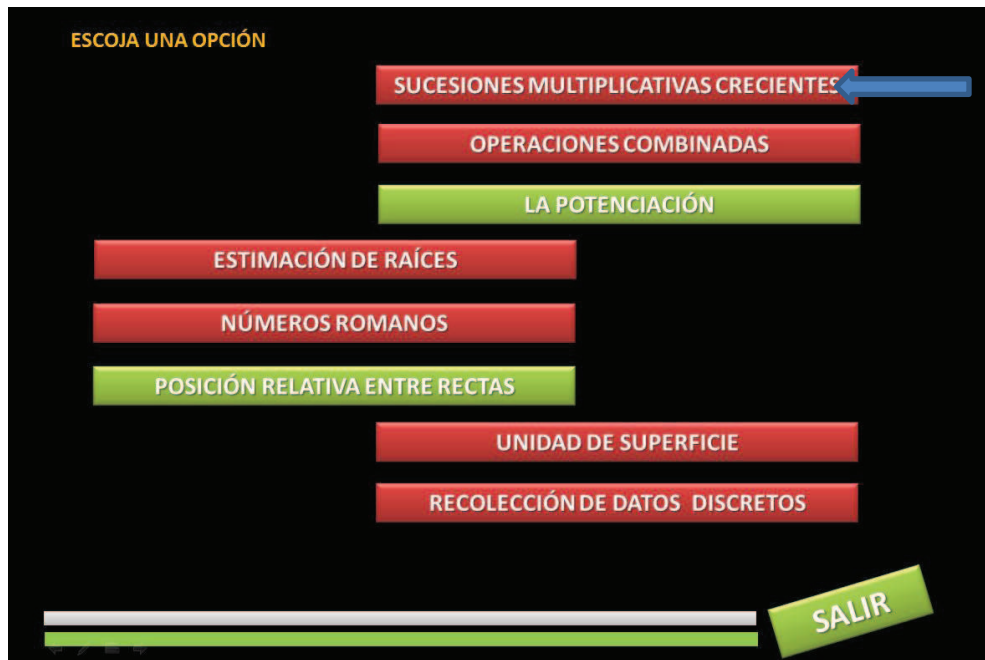 ESCOJA UNA OPCIÓN
SUCESIONES MULTIPLICATIVAS CRECIENTES
OPERACIONES COMBINADAS
LA POTENCIACIÓN
ESTIMACIÓN DE RAÍCES
NÚMEROS ROMANOS
POSICIÓN RELATIVA ENTRE RECTAS
UNIDAD DE SUPERFICIE
RECOLECCIÓN DE DATOS DISCRETOS
SALIR